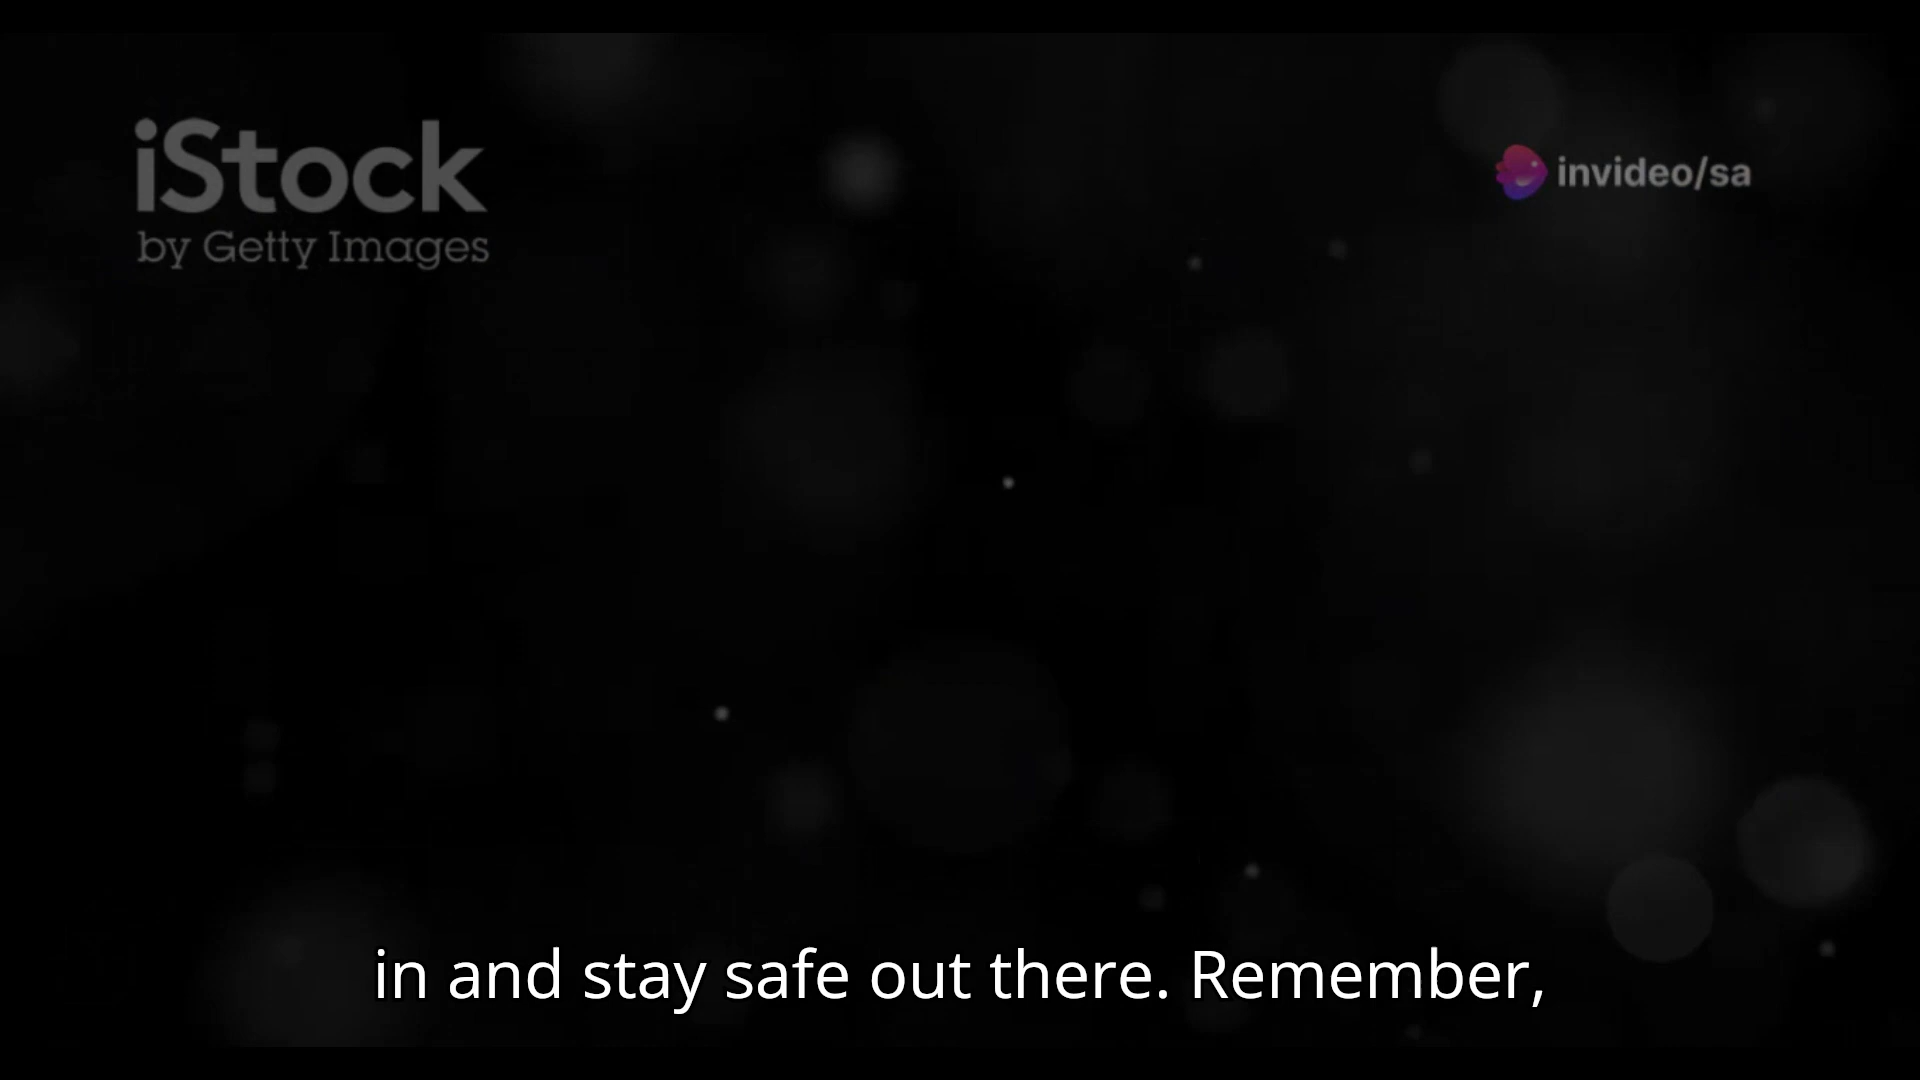 iStock
by Getty Images
invideo/sa
in and stay safe out there. Remember,